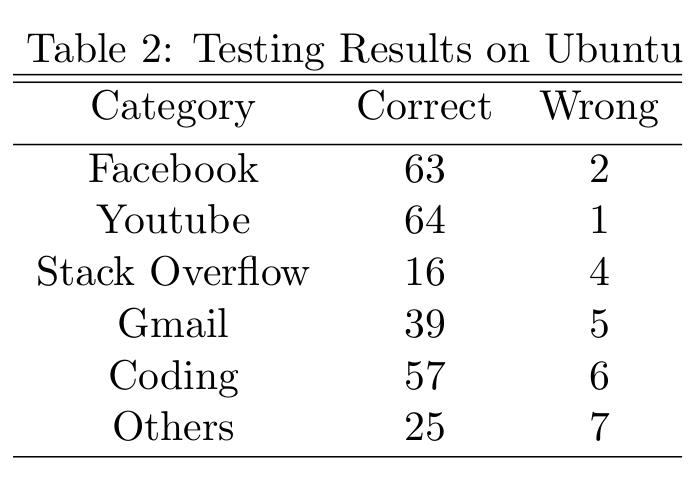 Table 2: Testing Results on Ubuntu
Category Correct Wrong
Facebook 63 2
Youtube 64 1
Stack Overflow 16 4
Gmail 39 5
Coding 57 6
Others 25 7